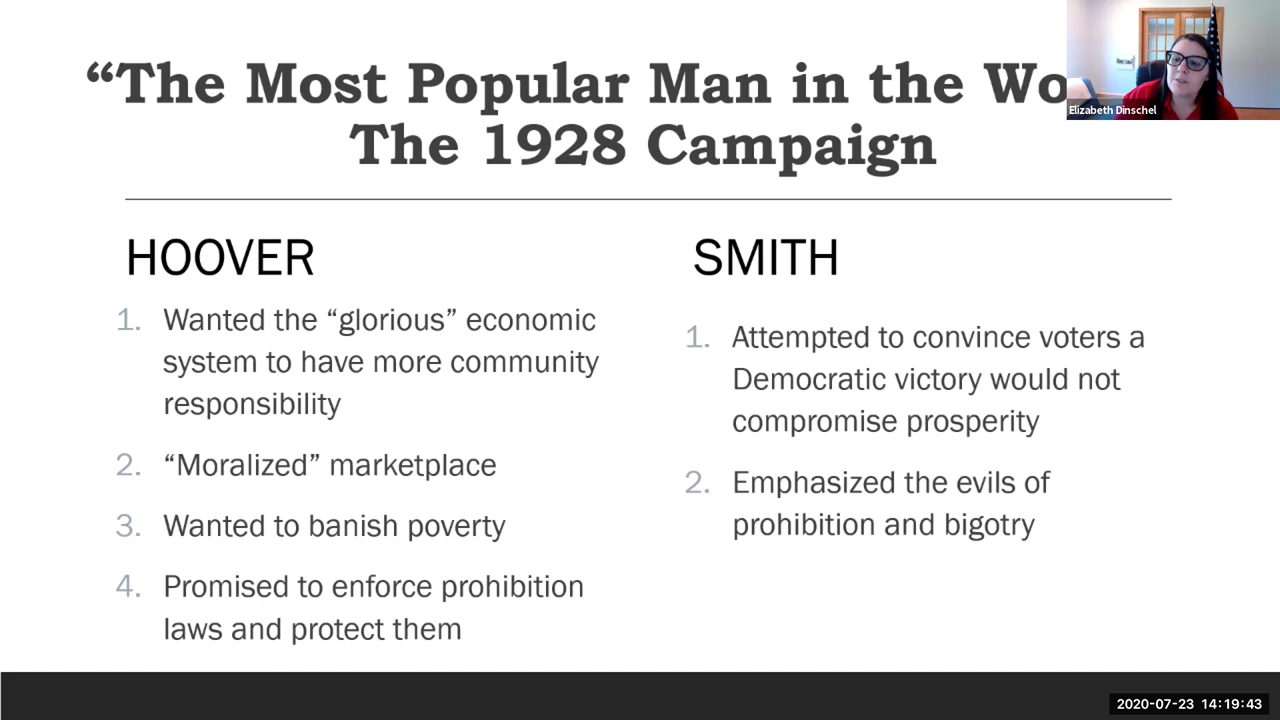 “The Most Popular Man in the Wo
The 1928 Campaign
Elizabeth Dinschel
HOOVER
1. Wanted the “glorious” economic
system to have more community
responsibility
2. “Moralized” marketplace
3. Wanted to banish poverty
4. Promised to enforce prohibition
laws and protect them
SMITH
1. Attempted to convince voters a
Democratic victory would not
compromise prosperity
2. Emphasized the evils of
prohibition and bigotry
2020-07-23 14:19:43